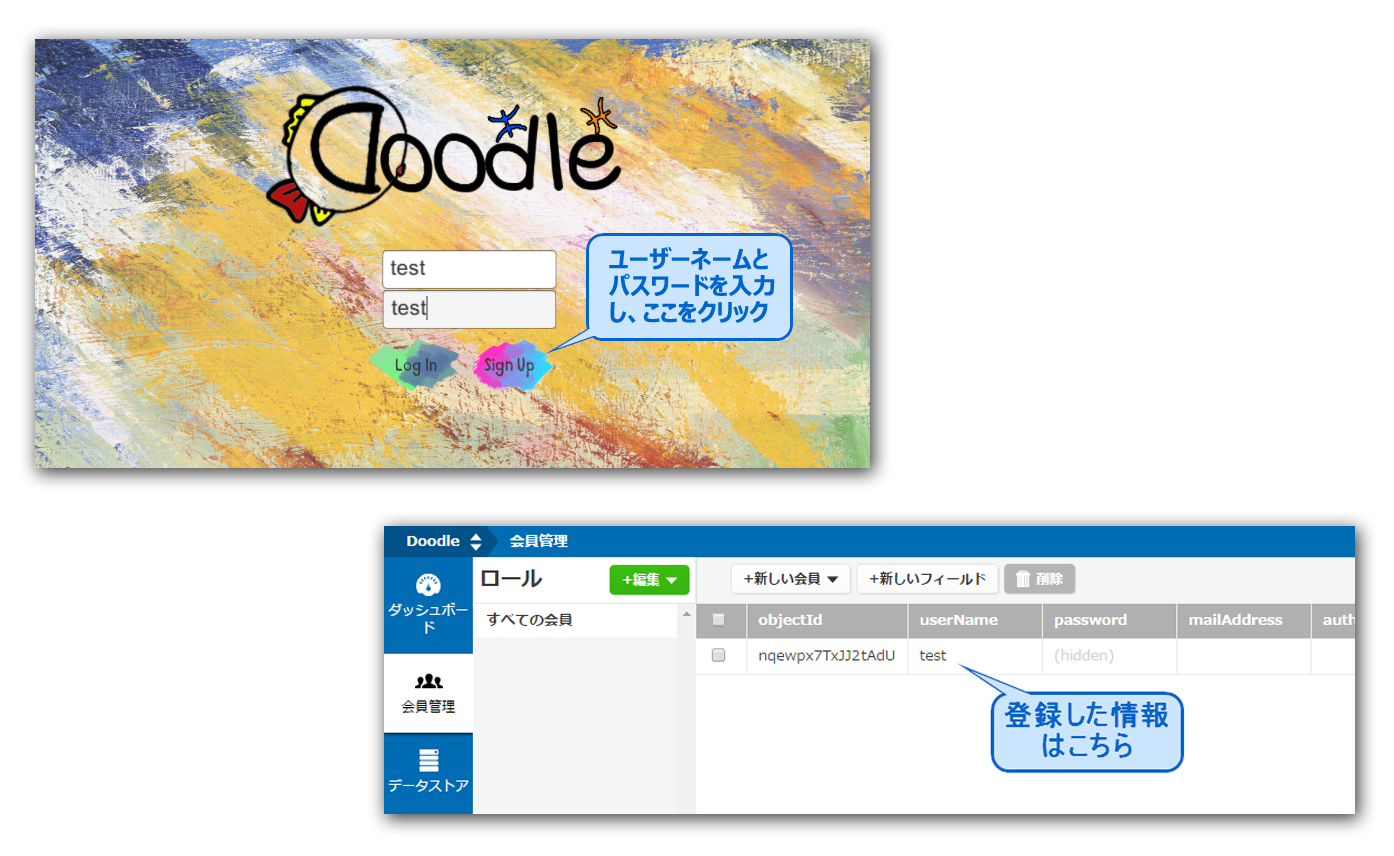 Doodle
test
test
ユーザーネームと
パスワードを入力
し、ここをクリック
Log In
Sign Up
Doodle
会員管理
ダッシュボー
ド
会員管理
データストア
ロール
+編集
すべての会員
+新しい会員
+新しいフィールド
削除
objectId
userName
password
mailAddress
auth
nqewpx7TxJJ2tAdU
test
(hidden)
登録した情報
はこちら